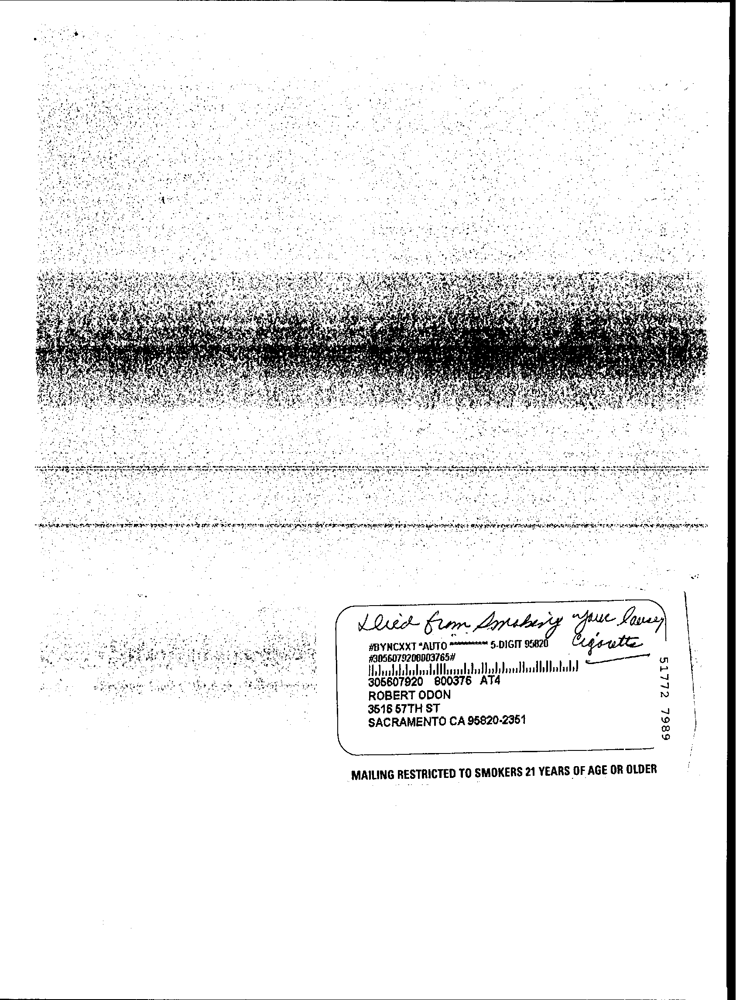 Died from Smoking your lousy
Cigarette
#BYNCXXT *AUTO ********** 5-DIGIT 95820
#3056079200003765#
305607920 800376 AT4
ROBERT ODON
3516 57TH ST
SACRAMENTO CA 95820-2351
MAILING RESTRICTED TO SMOKERS 21 YEARS OF AGE OR OLDER
51772 7989